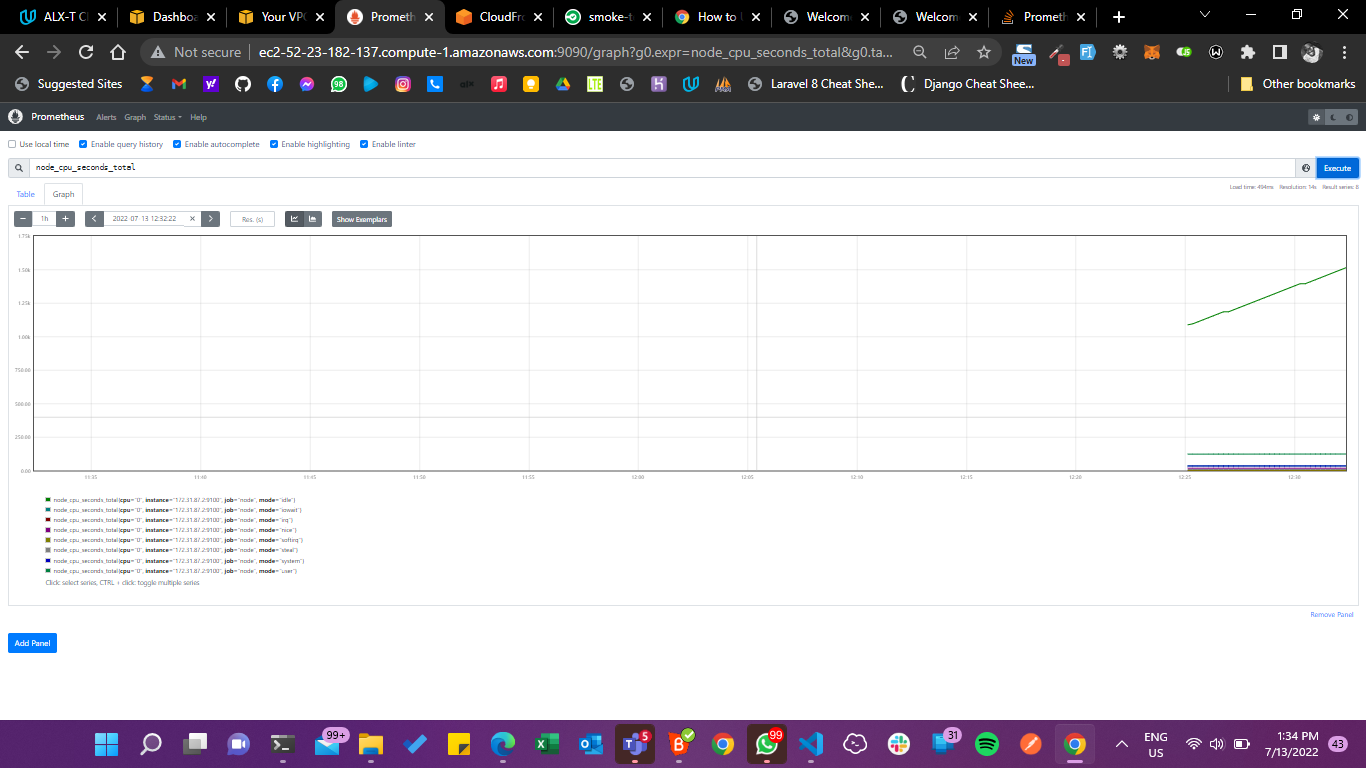 ALX-T Cl
Dashboa
Your VPC
Prometh
CloudFro
smoke-t
How to
Welcome
Welcom
Prometh
Not secure
ec2-52-23-182-137.compute-1.amazonaws.com:9090/graph?g0.expr=node_cpu_seconds_total&g0.ta...
New
Suggested Sites
98
olx
LTE
Laravel 8 Cheat She...
Django Cheat Shee...
Other bookmarks
Prometheus Alerts Graph Status Help
Use local time Enable query history Enable autocomplete Enable highlighting Enable linter
node_cpu_seconds_total
Execute
Load time: 494ms Resolution: 14s Result series: 8
Table Graph
− 1h + 2022-07-13 12:32:22 × Res. (s) Show Exemplars
1.75k
1.50k
1.25k
1.00k
750.00
500.00
250.00
0.00
11:35 11:40 11:45 11:50 11:55 12:00 12:05 12:10 12:15 12:20 12:25 12:30
node_cpu_seconds_total{cpu="0", instance="172.31.87.2:9100", job="node", mode="idle"}
node_cpu_seconds_total{cpu="0", instance="172.31.87.2:9100", job="node", mode="iowait"}
node_cpu_seconds_total{cpu="0", instance="172.31.87.2:9100", job="node", mode="irq"}
node_cpu_seconds_total{cpu="0", instance="172.31.87.2:9100", job="node", mode="nice"}
node_cpu_seconds_total{cpu="0", instance="172.31.87.2:9100", job="node", mode="softirq"}
node_cpu_seconds_total{cpu="0", instance="172.31.87.2:9100", job="node", mode="steal"}
node_cpu_seconds_total{cpu="0", instance="172.31.87.2:9100", job="node", mode="system"}
node_cpu_seconds_total{cpu="0", instance="172.31.87.2:9100", job="node", mode="user"}
Click: select series, CTRL + click: toggle multiple series
Remove Panel
Add Panel
99+
5
99
31
ENG
US
1:34 PM
7/13/2022
43